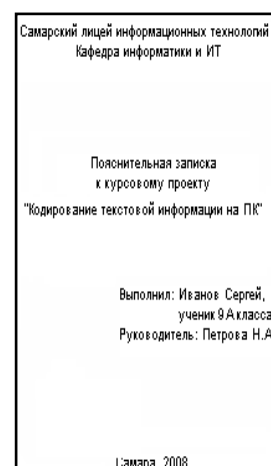 Самарский лицей информационных технологий
Кафедра информатики и ИТ
Пояснительная записка
к курсовому проекту
"Кодирование текстовой информации на ПК"
Выполнил: Иванов Сергей,
ученик 9 А класса
Руководитель: Петрова Н.А
Самара, 2008